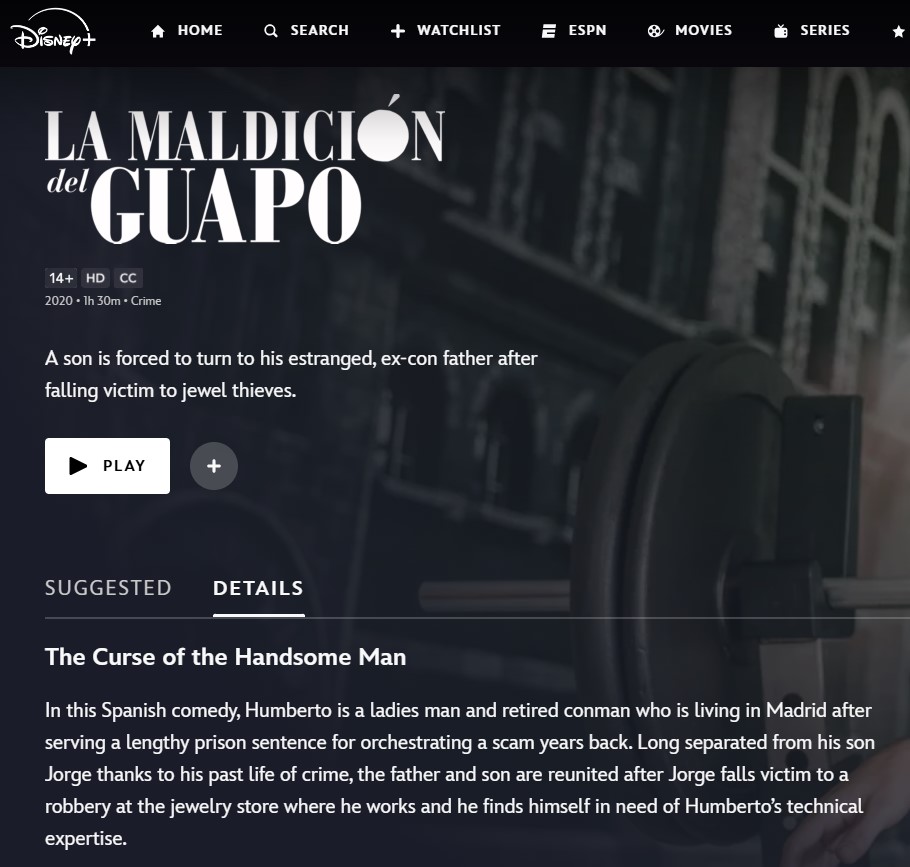 Disney+ HOME SEARCH WATCHLIST ESPN MOVIES SERIES
LA MALDICIÓN
del GUAPO
14+ HD CC
2020 • 1h 30m • Crime
A son is forced to turn to his estranged, ex-con father after
falling victim to jewel thieves.
PLAY
SUGGESTED DETAILS
The Curse of the Handsome Man
In this Spanish comedy, Humberto is a ladies man and retired conman who is living in Madrid after
serving a lengthy prison sentence for orchestrating a scam years back. Long separated from his son
Jorge thanks to his past life of crime, the father and son are reunited after Jorge falls victim to a
robbery at the jewelry store where he works and he finds himself in need of Humberto’s technical
expertise.